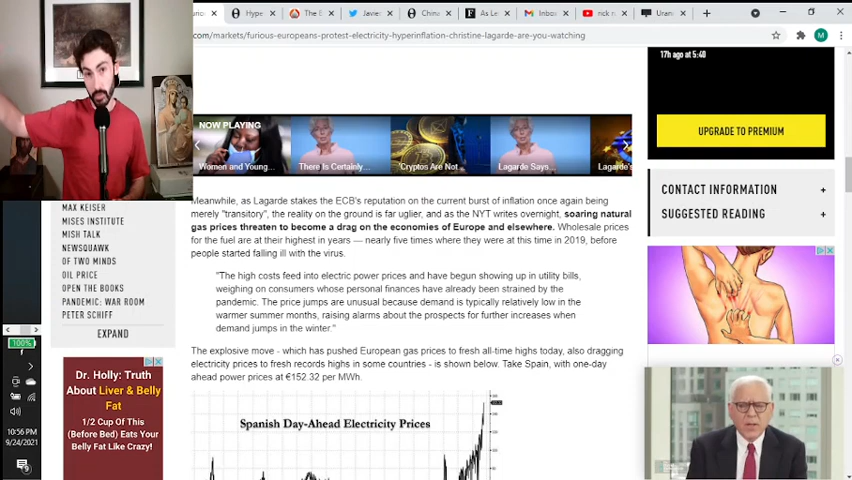 Hype
The E
Javier
China
As Le
Inbox
rick r
Uran
M
com/markets/furious-europeans-protest-electricity-hyperinflation-christine-lagarde-are-you-watching
17h ago at 5:40
NOW PLAYING
Women and Young...
There Is Certainly...
"Cryptos Are Not
Lagarde Says...
Lagarde's
UPGRADE TO PREMIUM
CONTACT INFORMATION +
SUGGESTED READING +
MAX KEISER
MISES INSTITUTE
MISH TALK
NEWSQUAWK
OF TWO MINDS
OIL PRICE
OPEN THE BOOKS
PANDEMIC: WAR ROOM
PETER SCHIFF
EXPAND
Meanwhile, as Lagarde stakes the ECB's reputation on the current burst of inflation once again being
merely "transitory", the reality on the ground is far uglier, and as the NYT writes overnight, soaring natural
gas prices threaten to become a drag on the economies of Europe and elsewhere. Wholesale prices
for the fuel are at their highest in years — nearly five times where they were at this time in 2019, before
people started falling ill with the virus.
"The high costs feed into electric power prices and have begun showing up in utility bills,
weighing on consumers whose personal finances have already been strained by the
pandemic. The price jumps are unusual because demand is typically relatively low in the
warmer summer months, raising alarms about the prospects for further increases when
demand jumps in the winter."
The explosive move - which has pushed European gas prices to fresh all-time highs today, also dragging
electricity prices to fresh records highs in some countries - is shown below. Take Spain, with one-day
ahead power prices at €152.32 per MWh.
Spanish Day-Ahead Electricity Prices
100%
10:56 PM
9/24/2021
Dr. Holly: Truth
About Liver & Belly
Fat
1/2 Cup Of This
(Before Bed) Eats Your
Belly Fat Like Crazy!